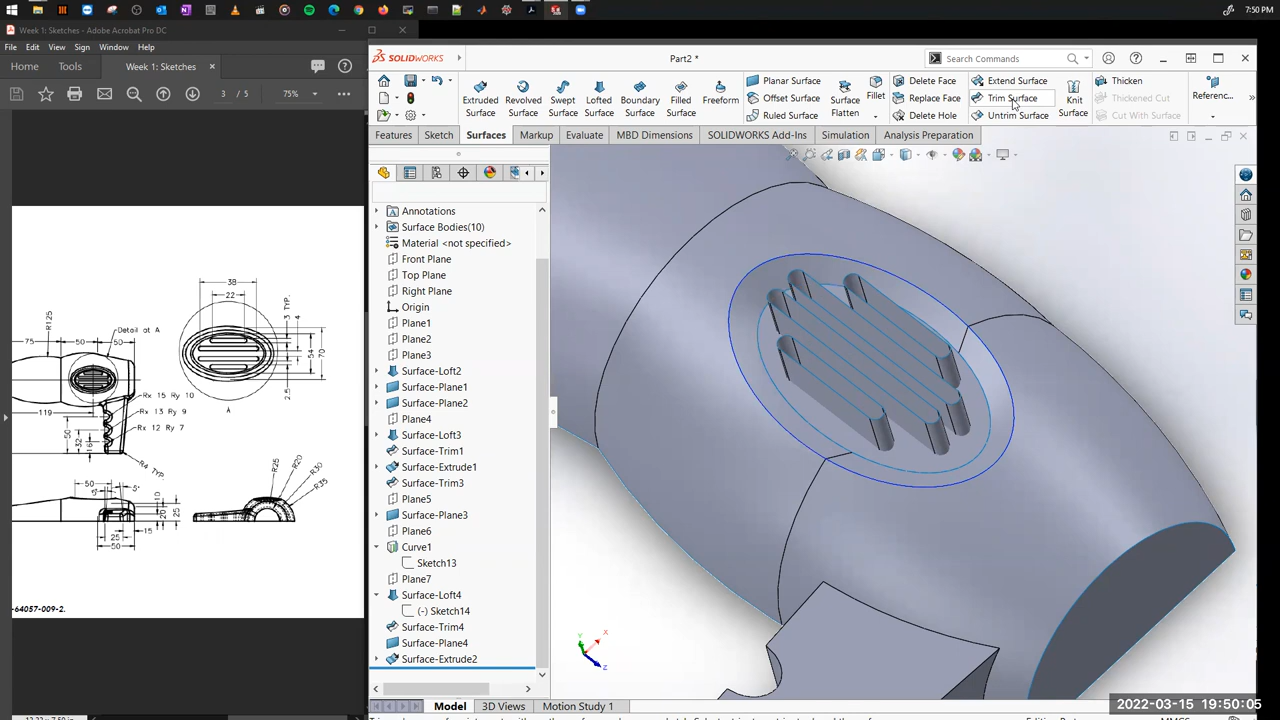 7:50 PM
Week 1: Sketches - Adobe Acrobat Pro DC
File Edit View Sign Window Help
Home Tools Week 1: Sketches × 3 / 5 75%
38
22
3 TYP.
4
54
70
2.5
A
R125
Detail at A
75 50 50
Rx 15 Ry 10
Rx 13 Ry 9
Rx 12 Ry 7
119
50
32
16
R4 TYP
50
5°
5°
10
20
25
25
50
15
R25
R20
R30
R35
-64057-009-2.
SOLIDWORKS Part2 * Search Commands
Extruded Surface
Revolved Surface
Swept Surface
Lofted Surface
Boundary Surface
Filled Surface
Freeform
Planar Surface
Offset Surface
Ruled Surface
Surface Flatten
Fillet
Delete Face
Replace Face
Delete Hole
Extend Surface
Trim Surface
Untrim Surface
Knit Surface
Thicken
Thickened Cut
Cut With Surface
Referenc...
Features Sketch Surfaces Markup Evaluate MBD Dimensions SOLIDWORKS Add-Ins Simulation Analysis Preparation
Annotations
Surface Bodies(10)
Material <not specified>
Front Plane
Top Plane
Right Plane
Origin
Plane1
Plane2
Plane3
Surface-Loft2
Surface-Plane1
Surface-Plane2
Plane4
Surface-Loft3
Surface-Trim1
Surface-Extrude1
Surface-Trim3
Plane5
Surface-Plane3
Plane6
Curve1
Sketch13
Plane7
Surface-Loft4
(-) Sketch14
Surface-Trim4
Surface-Plane4
Surface-Extrude2
Y X Z
Model 3D Views Motion Study 1
2022-03-15 19:50:05